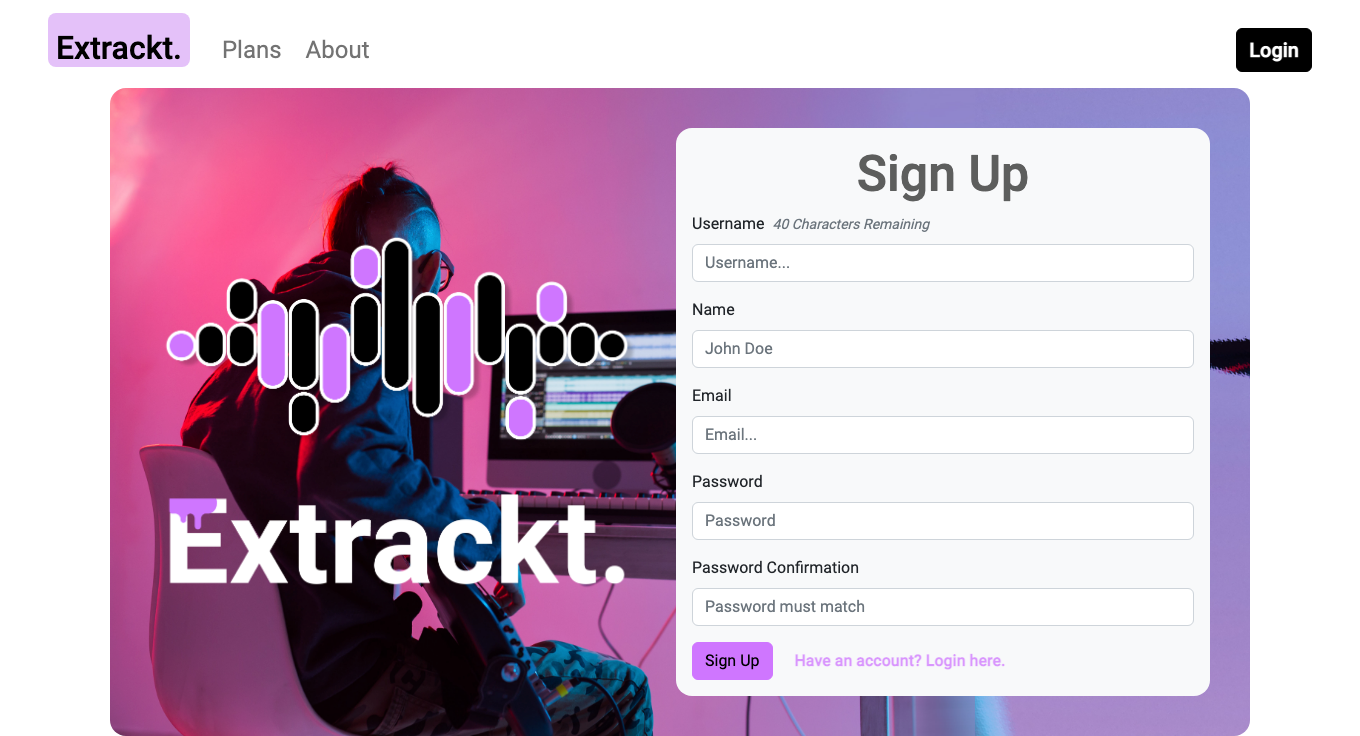 Extrackt.
Plans
About
Login
Extrackt.
Sign Up
Username 40 Characters Remaining
Username...
Name
John Doe
Email
Email...
Password
Password
Password Confirmation
Password must match
Sign Up
Have an account? Login here.